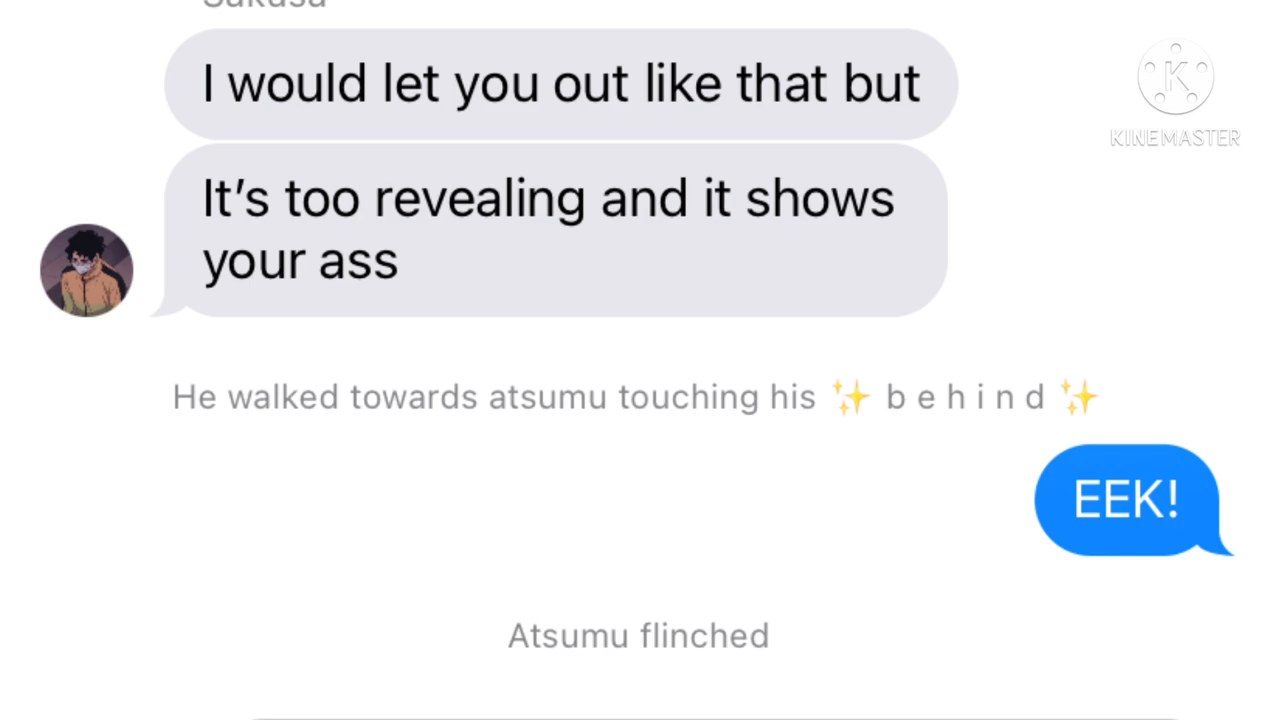 Sakusa
I would let you out like that but
It's too revealing and it shows
your ass
He walked towards atsumu touching his ✨ b e h i n d ✨
EEK!
Atsumu flinched
K
KINEMASTER